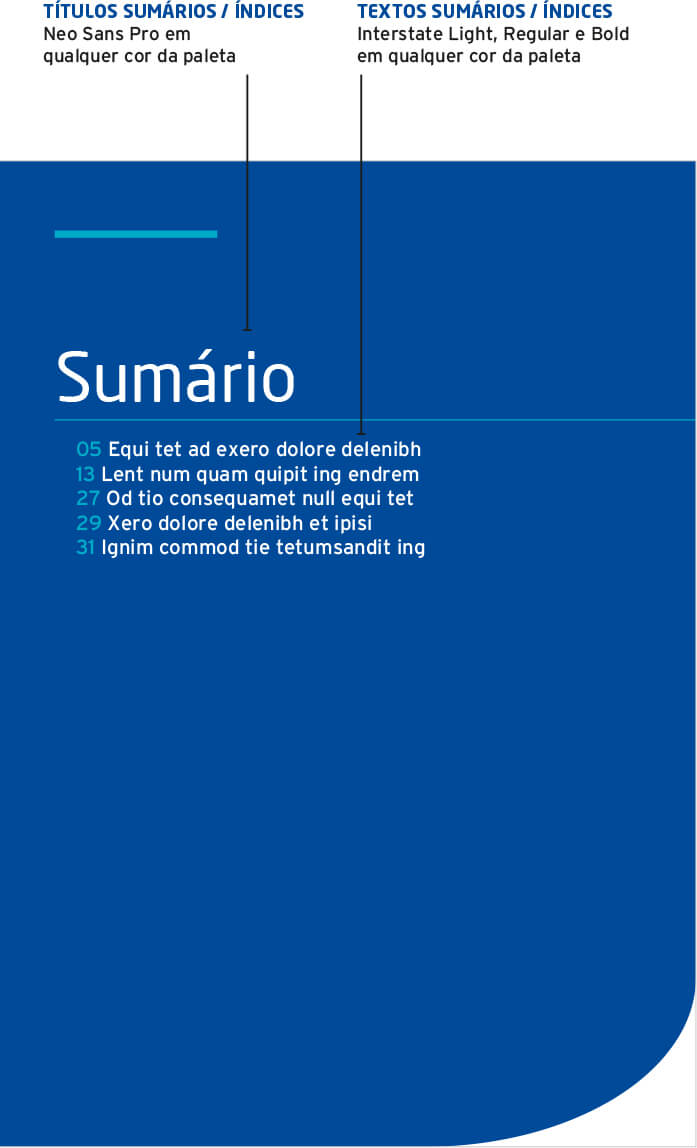 TÍTULOS SUMÁRIOS / ÍNDICES
Neo Sans Pro em
qualquer cor da paleta
TEXTOS SUMÁRIOS / ÍNDICES
Interstate Light, Regular e Bold
em qualquer cor da paleta
Sumário
05 Equi tet ad exero dolore delenibh
13 Lent num quam quipit ing endrem
27 Od tio consequamet null equi tet
29 Xero dolore delenibh et ipisi
31 Ignim commod tie tetumsandit ing